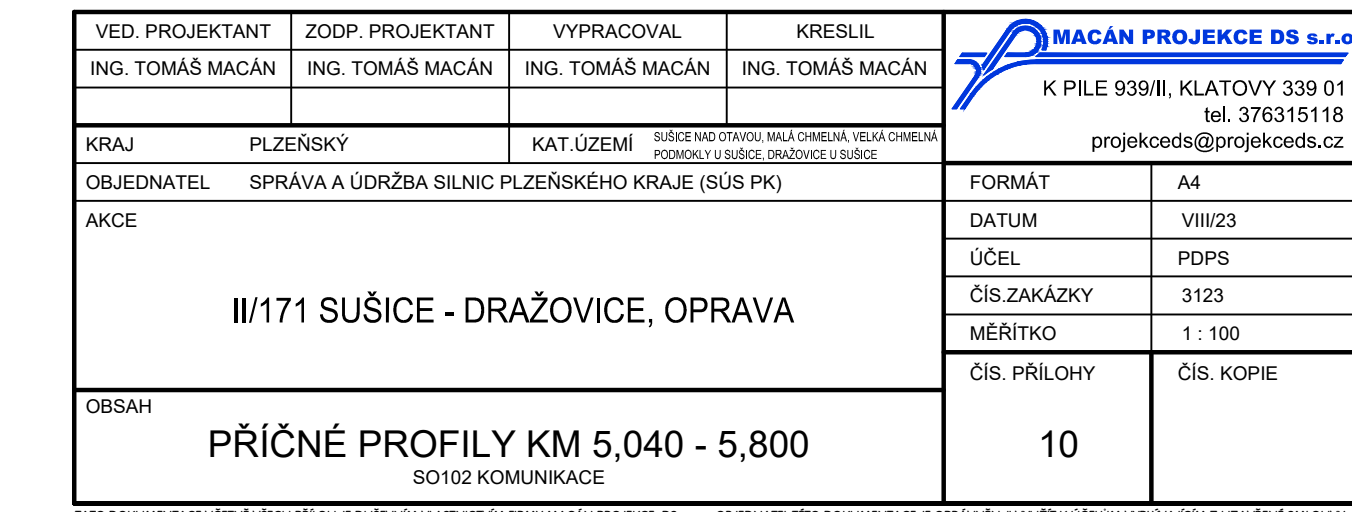 VED. PROJEKTANT ZODP. PROJEKTANT VYPRACOVAL KRESLIL
ING. TOMÁŠ MACÁN ING. TOMÁŠ MACÁN ING. TOMÁŠ MACÁN ING. TOMÁŠ MACÁN
MACÁN PROJEKCE DS s.r.o
K PILE 939/II, KLATOVY 339 01
tel. 376315118
projekceds@projekceds.cz
KRAJ PLZEŇSKÝ KAT.ÚZEMÍ SUŠICE NAD OTAVOU, MALÁ CHMELNÁ, VELKÁ CHMELNÁ
PODMOKLY U SUŠICE, DRAŽOVICE U SUŠICE
OBJEDNATEL SPRÁVA A ÚDRŽBA SILNIC PLZEŇSKÉHO KRAJE (SÚS PK)
AKCE
II/171 SUŠICE - DRAŽOVICE, OPRAVA
FORMÁT A4
DATUM VIII/23
ÚČEL PDPS
ČÍS.ZAKÁZKY 3123
MĚŘÍTKO 1 : 100
ČÍS. PŘÍLOHY ČÍS. KOPIE
10
OBSAH
PŘÍČNÉ PROFILY KM 5,040 - 5,800
SO102 KOMUNIKACE